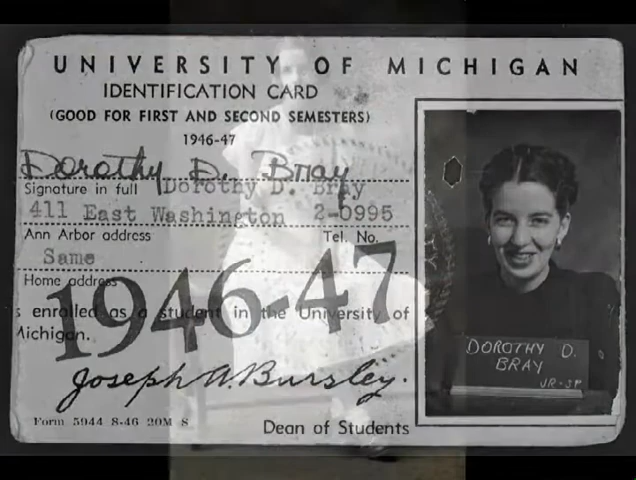 UNIVERSITY OF MICHIGAN
IDENTIFICATION CARD
(GOOD FOR FIRST AND SECOND SEMESTERS)
1946-47
Dorothy D. Bray
Signature in full Dorothy D. Bray
411 East Washington 2-0995
Ann Arbor address Tel. No.
Same
Home address
1946-47
s enrolled as a student in the University of
Michigan.
Joseph A. Bursley.
Form 5944 8-46 20M S
Dean of Students
DOROTHY D.
BRAY
JR-SP